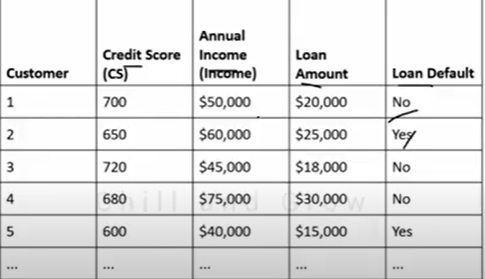 Customer Credit Score (CS) Annual Income (Income) Loan Amount Loan Default
1 700 $50,000 $20,000 No
2 650 $60,000 $25,000 Yes
3 720 $45,000 $18,000 No
4 680 $75,000 $30,000 No
5 600 $40,000 $15,000 Yes
... ... ... ... ...